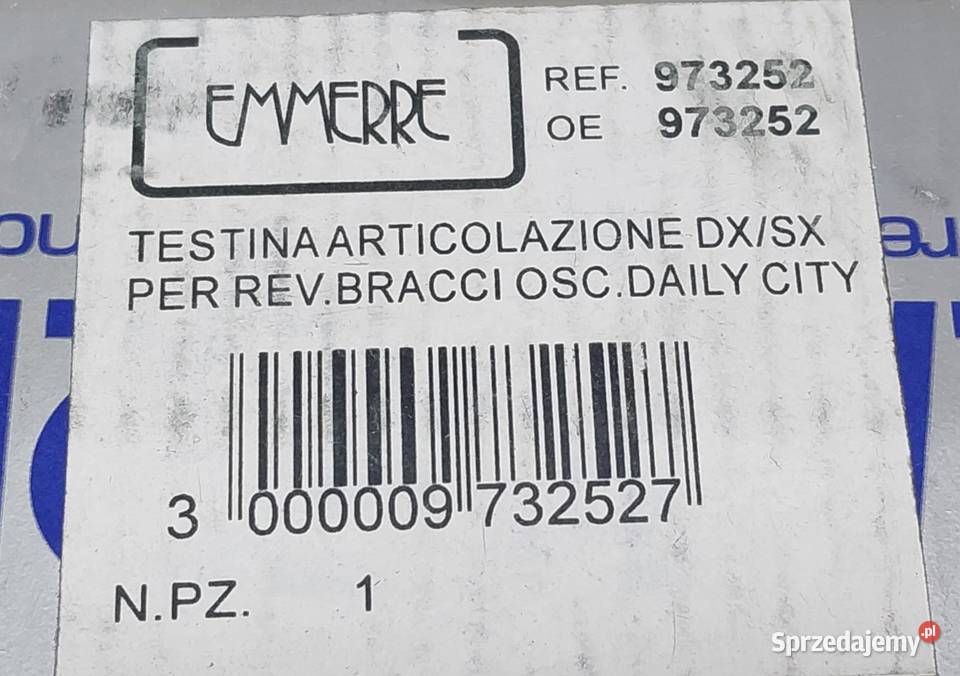 EMMERRE
REF. 973252
OE 973252
TESTINA ARTICOLAZIONE DX/SX
PER REV.BRACCI OSC.DAILY CITY
3 000009 732527
N.PZ. 1
Sprzedajemy.pl